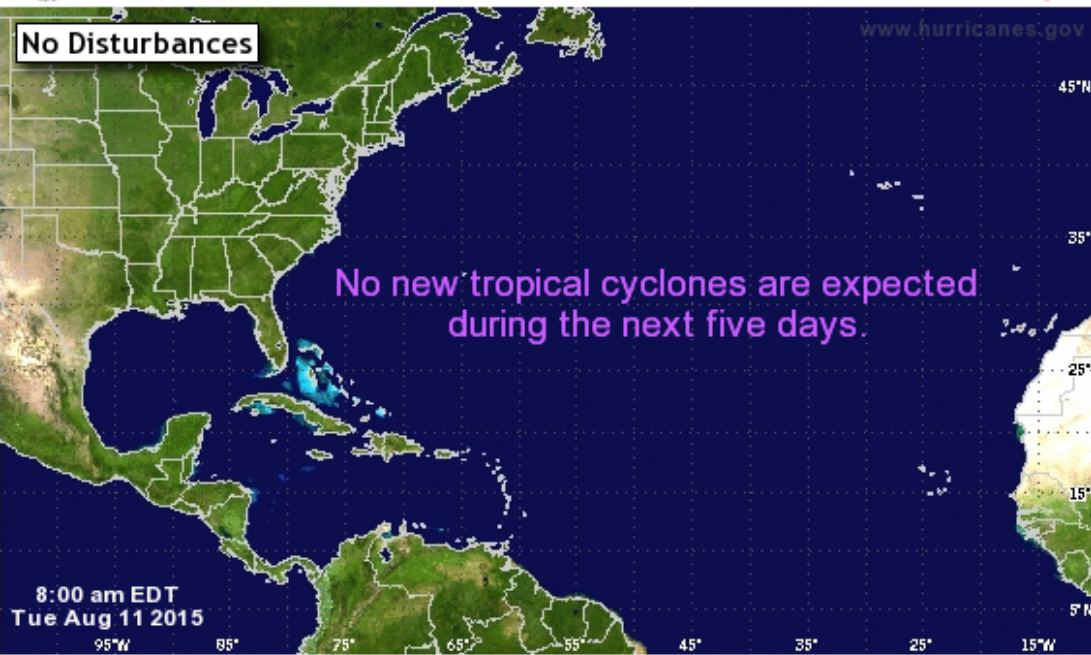 No Disturbances
www.hurricanes.gov
45°N
35°
No new tropical cyclones are expected
during the next five days.
25°
15°
8:00 am EDT
Tue Aug 11 2015
5°N
95°W 85° 75° 65° 55° 45° 35° 25° 15°W